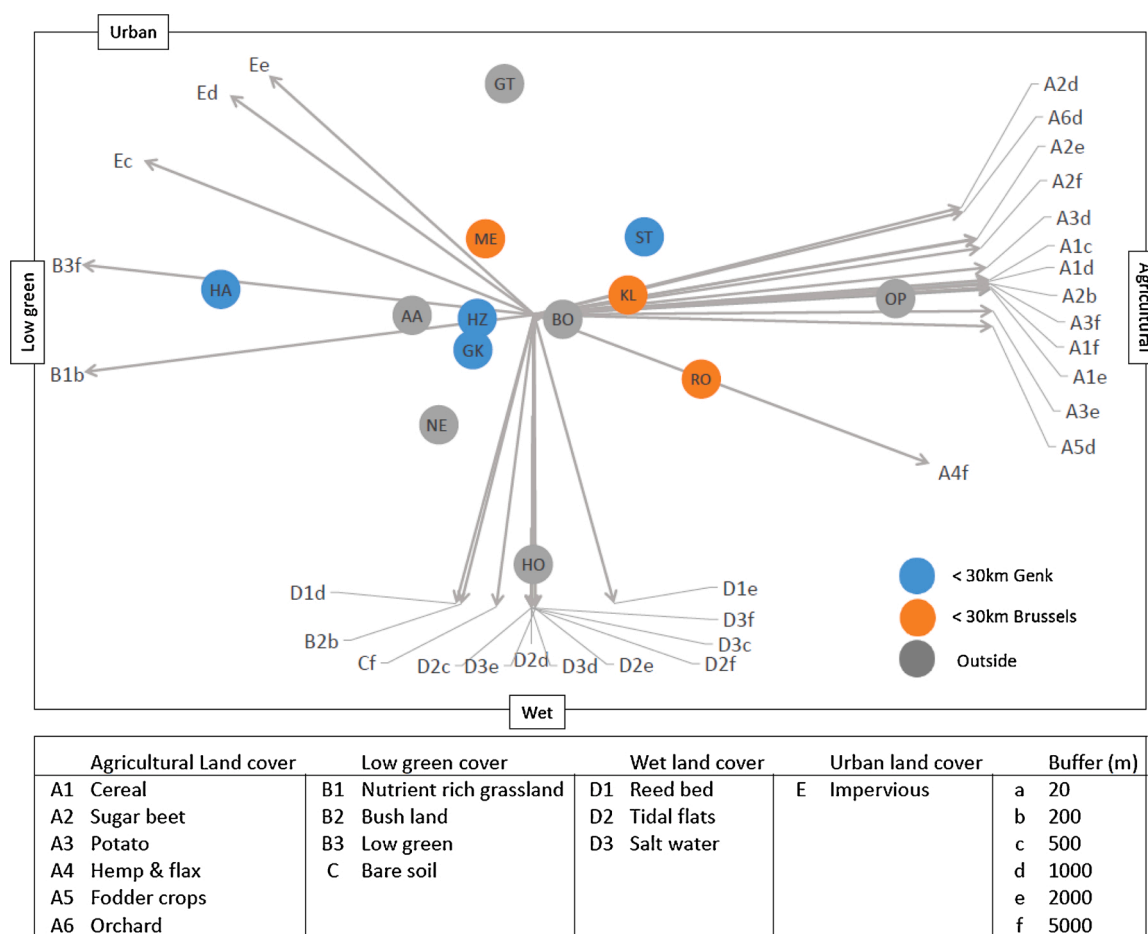 Urban
Ee
GT
Ed
A2d
A6d
Ec
A2e
A2f
A3d
ME
ST
A1c
B3f
A1d
Low green
HA
KL
OP
Agricultural
A2b
AA
HZ
BO
A3f
GK
A1f
B1b
RO
A1e
A3e
NE
A5d
A4f
HO
< 30km Genk
D1d
D1e
< 30km Brussels
D3f
B2b
D3c
Cf
D2c
D3e
D2d
D3d
D2e
D2f
Outside
Wet
Agricultural Land cover Low green cover Wet land cover Urban land cover Buffer (m)
A1 Cereal B1 Nutrient rich grassland D1 Reed bed E Impervious a 20
A2 Sugar beet B2 Bush land D2 Tidal flats b 200
A3 Potato B3 Low green D3 Salt water c 500
A4 Hemp & flax C Bare soil d 1000
A5 Fodder crops e 2000
A6 Orchard f 5000